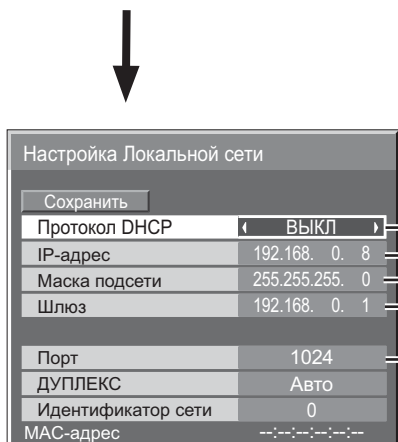 Настройка Локальной сети
Сохранить
Протокол DHCP ВЫКЛ
IP-адрес 192.168. 0. 8
Маска подсети 255.255.255. 0
Шлюз 192.168. 0. 1
Порт 1024
ДУПЛЕКС Авто
Идентификатор сети 0
MAC-адрес --:--:--:--:--:--